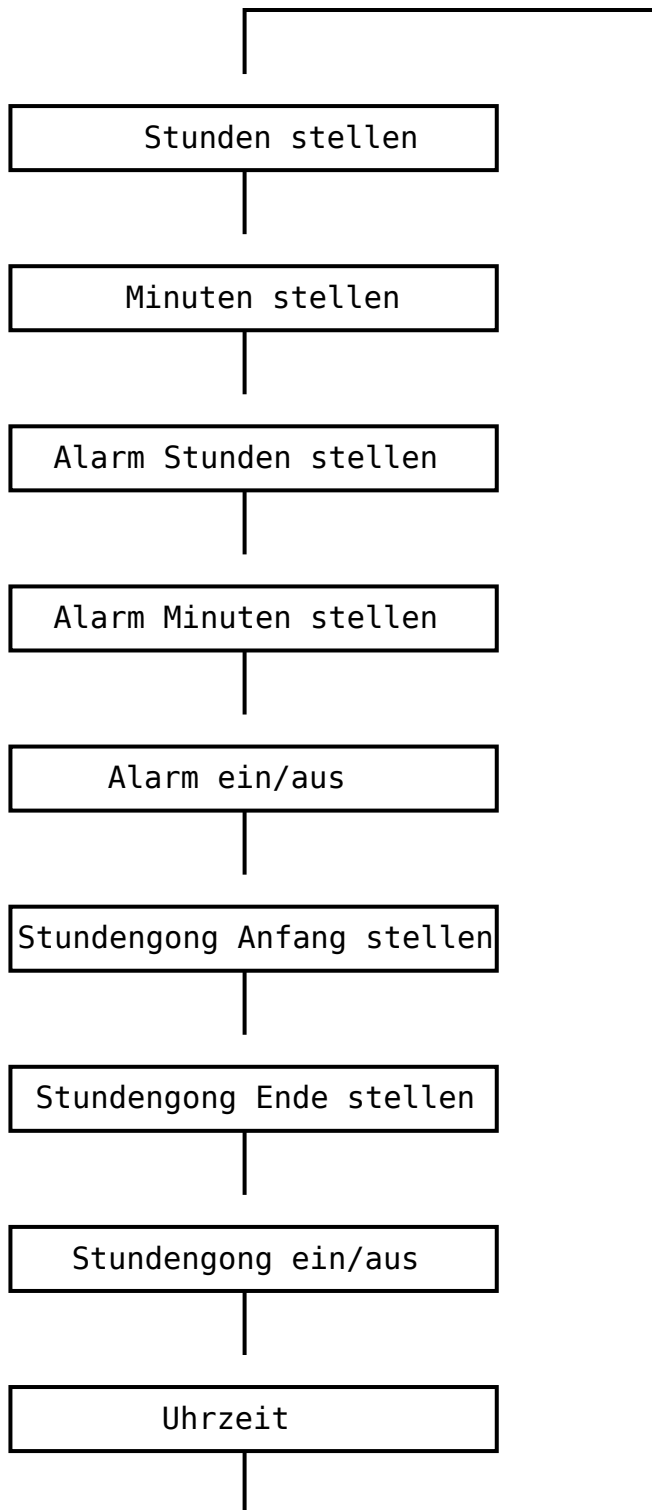 Stunden stellen
Minuten stellen
Alarm Stunden stellen
Alarm Minuten stellen
Alarm ein/aus
Stundengong Anfang stellen
Stundengong Ende stellen
Stundengong ein/aus
Uhrzeit